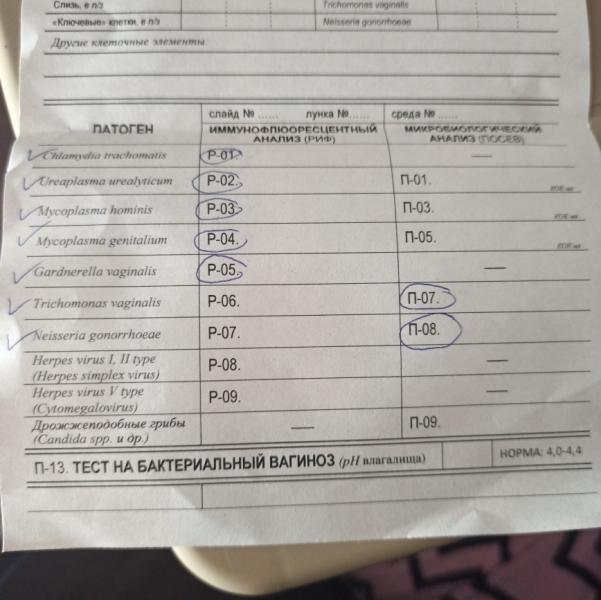 Слизь, в п/з Trichomonas vaginalis
«Ключевые» клетки, в п/з Neisseria gonorrhoeae
Другие клеточные элементы
слайд № ...... лунка №...... среда № ......
ПАТОГЕН ИММУНОФЛЮОРЕСЦЕНТНЫЙ АНАЛИЗ (РИФ) МИКРОБИОЛОГИЧЕСКИЙ АНАЛИЗ (ПОСЕВ)
Chlamydia trachomatis Р-01. —
Ureaplasma urealyticum Р-02. П-01.
Mycoplasma hominis Р-03. П-03.
Mycoplasma genitalium Р-04. П-05.
Gardnerella vaginalis Р-05. —
Trichomonas vaginalis Р-06. П-07.
Neisseria gonorrhoeae Р-07. П-08.
Herpes virus I, II type Р-08. —
(Herpes simplex virus)
Herpes virus V type Р-09. —
(Cytomegalovirus)
Дрожжеподобные грибы — П-09.
(Candida spp. и др.)
П-13. ТЕСТ НА БАКТЕРИАЛЬНЫЙ ВАГИНОЗ (pH влагалища) НОРМА: 4,0-4,4